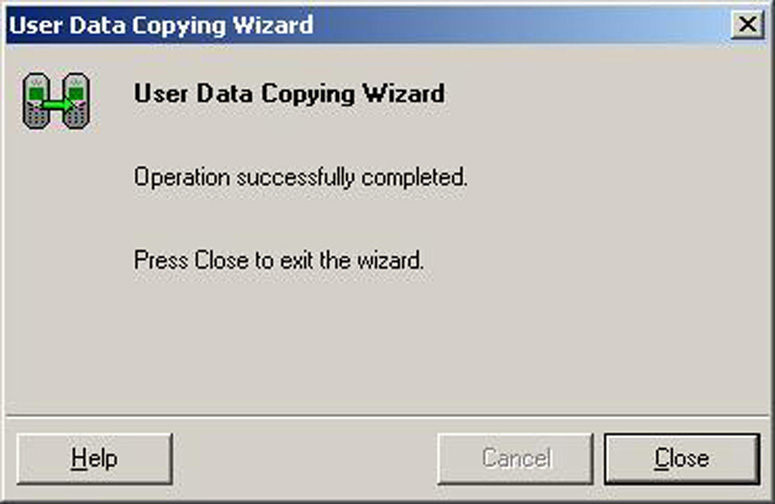 User Data Copying Wizard
User Data Copying Wizard
Operation successfully completed.
Press Close to exit the wizard.
Help Cancel Close